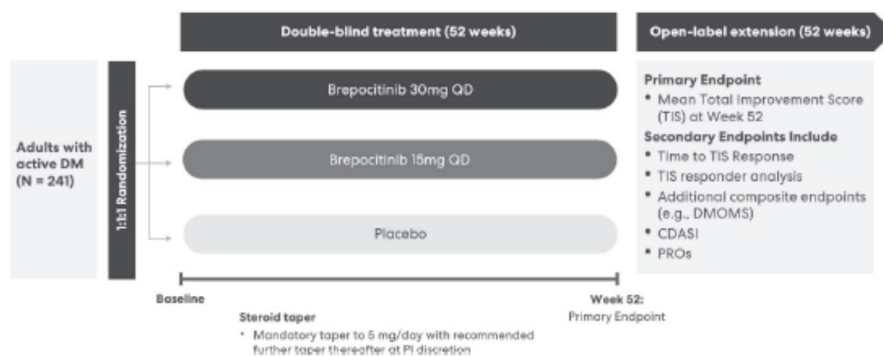 Double-blind treatment (52 weeks)
Open-label extension (52 weeks)
Adults with
active DM
(N = 241)
1:1:1 Randomization
Brepocitinib 30mg QD
Brepocitinib 15mg QD
Placebo
Primary Endpoint
• Mean Total Improvement Score
(TIS) at Week 52
Secondary Endpoints Include
• Time to TIS Response
• TIS responder analysis
• Additional composite endpoints
(e.g., DMOMS)
• CDASI
• PROs
Baseline
Week 52:
Primary Endpoint
Steroid taper
• Mandatory taper to 5 mg/day with recommended
further taper thereafter at PI discretion